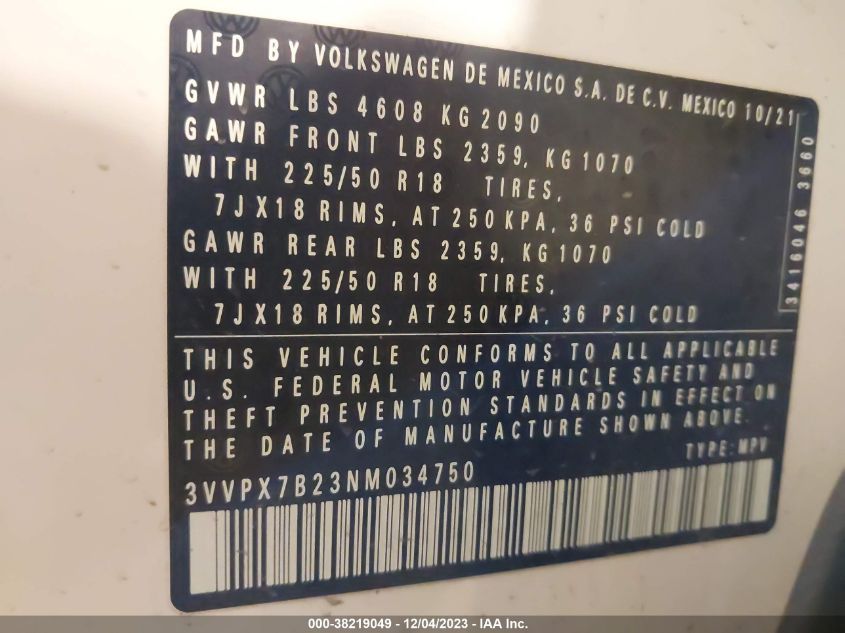 MFD BY VOLKSWAGEN DE MEXICO S.A. DE C.V. MEXICO 10/21
GVWR LBS 4608 KG 2090
GAWR FRONT LBS 2359, KG 1070
WITH 225/50 R18 TIRES,
7J X18 RIMS, AT 250 KPA, 36 PSI COLD
GAWR REAR LBS 2359, KG 1070
WITH 225/50 R18 TIRES,
7J X18 RIMS, AT 250 KPA, 36 PSI COLD
3416046 3660
THIS VEHICLE CONFORMS TO ALL APPLICABLE
U.S. FEDERAL MOTOR VEHICLE SAFETY AND
THEFT PREVENTION STANDARDS IN EFFECT ON
THE DATE OF MANUFACTURE SHOWN ABOVE.
TYPE: MPV
3VVPX7B23NM034750
000-38219049 - 12/04/2023 - IAA Inc.